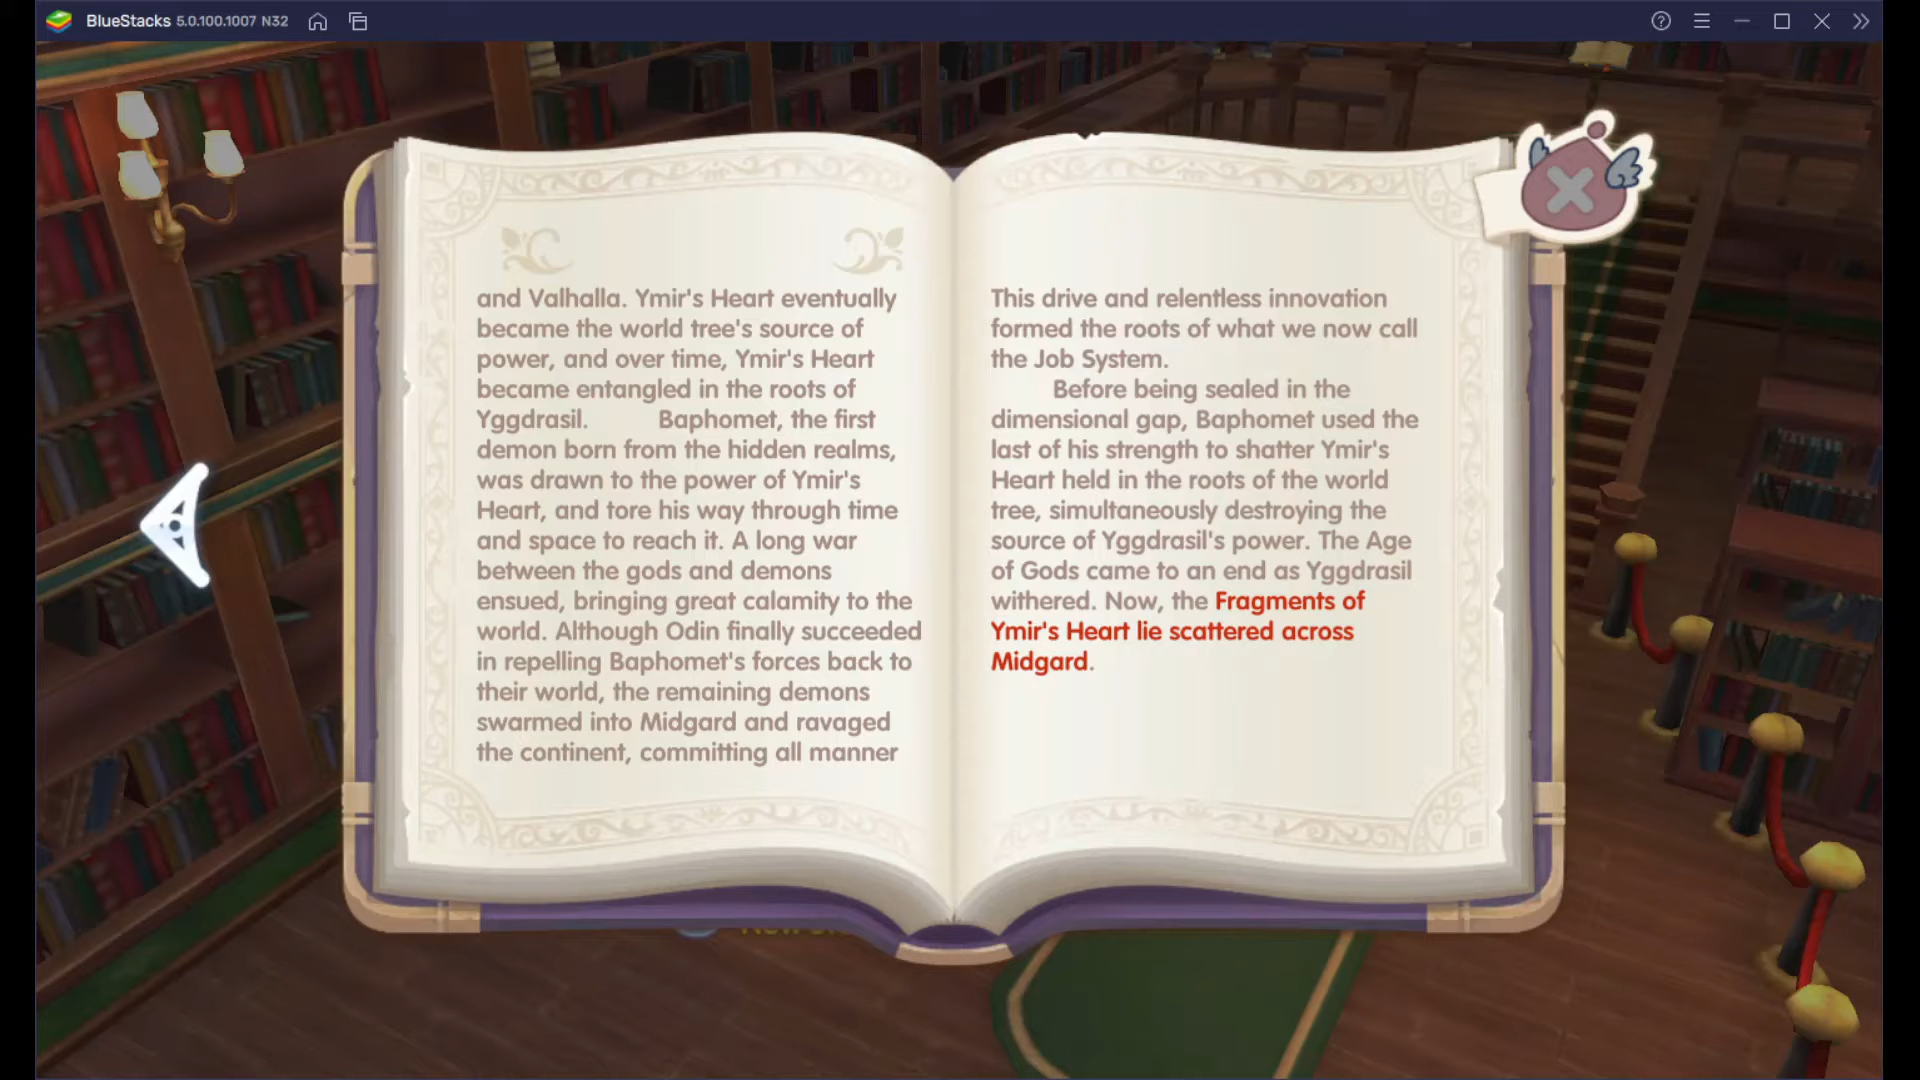 BlueStacks 5.0.100.1007 N32
and Valhalla. Ymir's Heart eventually
became the world tree's source of
power, and over time, Ymir's Heart
became entangled in the roots of
Yggdrasil. Baphomet, the first
demon born from the hidden realms,
was drawn to the power of Ymir's
Heart, and tore his way through time
and space to reach it. A long war
between the gods and demons
ensued, bringing great calamity to the
world. Although Odin finally succeeded
in repelling Baphomet's forces back to
their world, the remaining demons
swarmed into Midgard and ravaged
the continent, committing all manner
This drive and relentless innovation
formed the roots of what we now call
the Job System.
Before being sealed in the
dimensional gap, Baphomet used the
last of his strength to shatter Ymir's
Heart held in the roots of the world
tree, simultaneously destroying the
source of Yggdrasil's power. The Age
of Gods came to an end as Yggdrasil
withered. Now, the Fragments of
Ymir's Heart lie scattered across
Midgard.